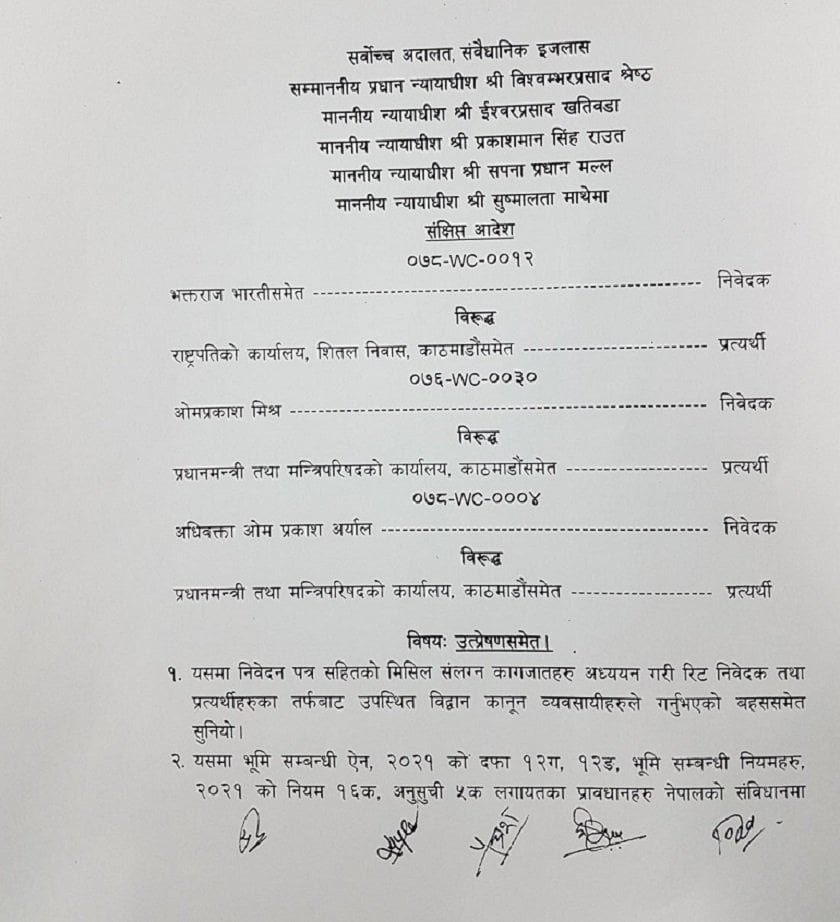 सर्वोच्च अदालत, संवैधानिक इजलास
सम्माननीय प्रधान न्यायाधीश श्री विश्वम्भरप्रसाद श्रेष्ठ
माननीय न्यायाधीश श्री ईश्वरप्रसाद खतिवडा
माननीय न्यायाधीश श्री प्रकाशमान सिंह राउत
माननीय न्यायाधीश श्री सपना प्रधान मल्ल
माननीय न्यायाधीश श्री सुष्मालता माथेमा
संक्षिप्त आदेश
०७८-WC-००१२
भक्तराज भारतीसमेत ------------------------------------------------------- निवेदक
विरूद्ध
राष्ट्रपतिको कार्यालय, शितल निवास, काठमाडौंसमेत -------------------------- प्रत्यर्थी
०७६-WC-००३०
ओमप्रकाश मिश्र ----------------------------------------------------------- निवेदक
विरूद्ध
प्रधानमन्त्री तथा मन्त्रिपरिषदको कार्यालय, काठमाडौंसमेत -------------------- प्रत्यर्थी
०७८-WC-०००४
अधिवक्ता ओम प्रकाश अर्याल ---------------------------------------------- निवेदक
विरूद्ध
प्रधानमन्त्री तथा मन्त्रिपरिषदको कार्यालय, काठमाडौंसमेत -------------------- प्रत्यर्थी
विषयः उत्प्रेषणसमेत।
१. यसमा निवेदन पत्र सहितको मिसिल संलग्न कागजातहरु अध्ययन गरी रिट निवेदक तथा
प्रत्यर्थीहरुका तर्फबाट उपस्थित विद्वान कानून व्यवसायीहरुले गर्नुभएको बहससमेत
सुनियो।
२. यसमा भूमि सम्बन्धी ऐन, २०२१ को दफा १२ग, १२ङ, भूमि सम्बन्धी नियमहरु,
२०२१ को नियम १६क, अनुसुची ५क लगायतका प्रावधानहरु नेपालको संविधानमा